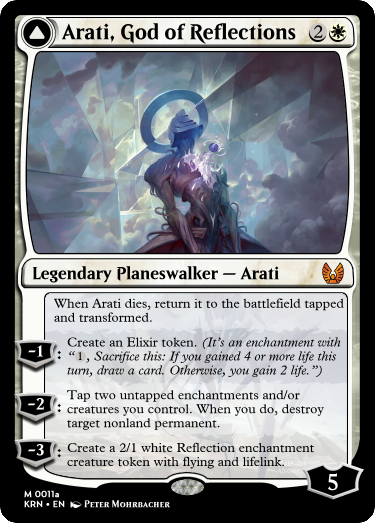 Arati, God of Reflections 2
Legendary Planeswalker — Arati
When Arati dies, return it to the battlefield tapped
and transformed.
-1: Create an Elixir token. (It's an enchantment with
"1, Sacrifice this: If you gained 4 or more life this
turn, draw a card. Otherwise, you gain 2 life.")
-2: Tap two untapped enchantments and/or
creatures you control. When you do, destroy
target nonland permanent.
-3: Create a 2/1 white Reflection enchantment
creature token with flying and lifelink.
5
M 0011a
KRN • EN Peter Mohrbacher